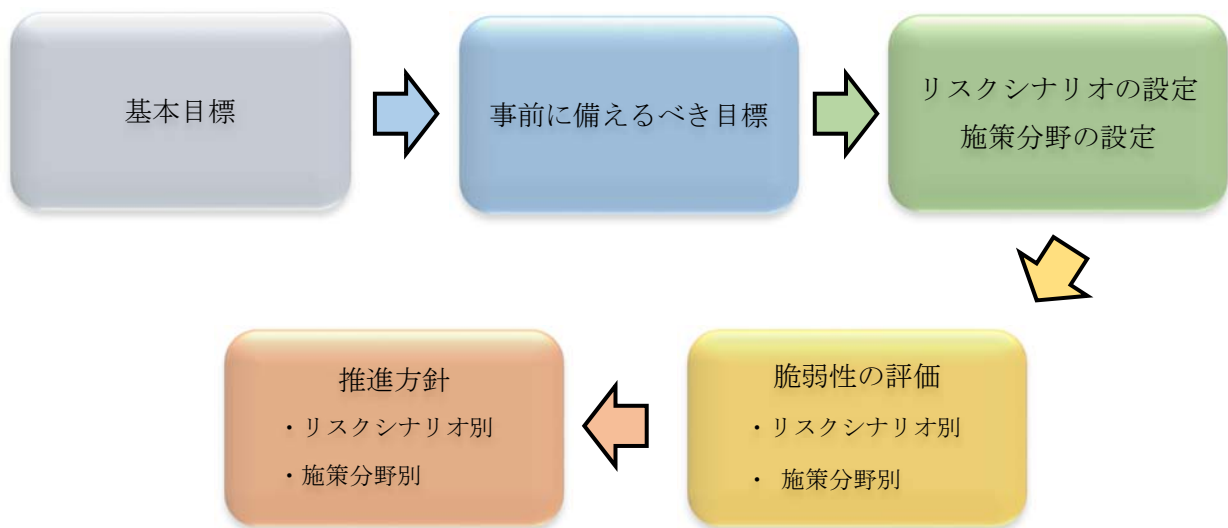 基本目標
事前に備えるべき目標
リスクシナリオの設定
施策分野の設定
脆弱性の評価
・リスクシナリオ別
・ 施策分野別
推進方針
・リスクシナリオ別
・施策分野別